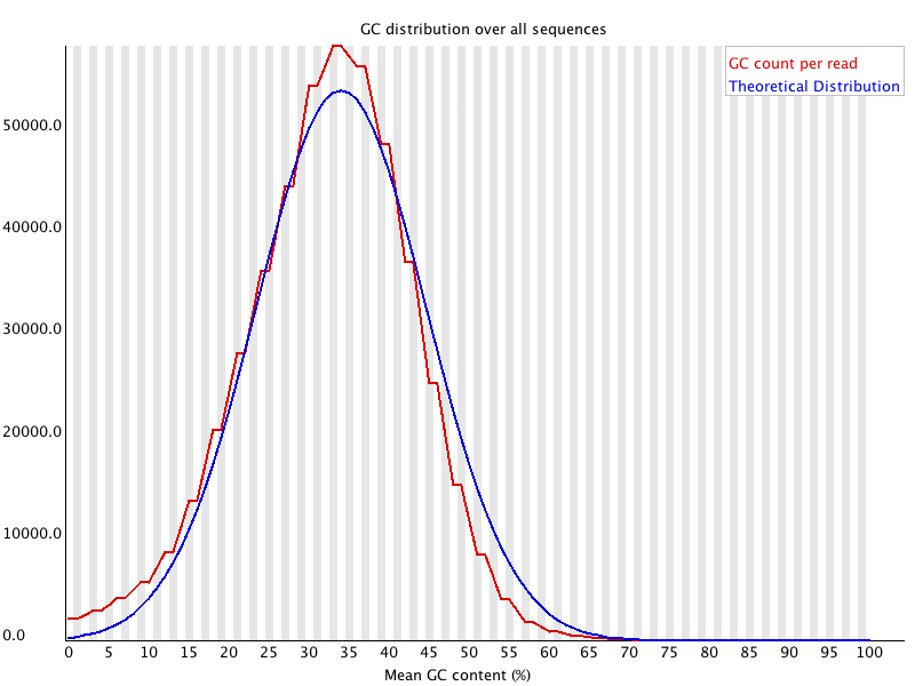 GC distribution over all sequences
GC count per read
Theoretical Distribution
50000.0
40000.0
30000.0
20000.0
10000.0
0.0
0 5 10 15 20 25 30 35 40 45 50 55 60 65 70 75 80 85 90 95 100
Mean GC content (%)